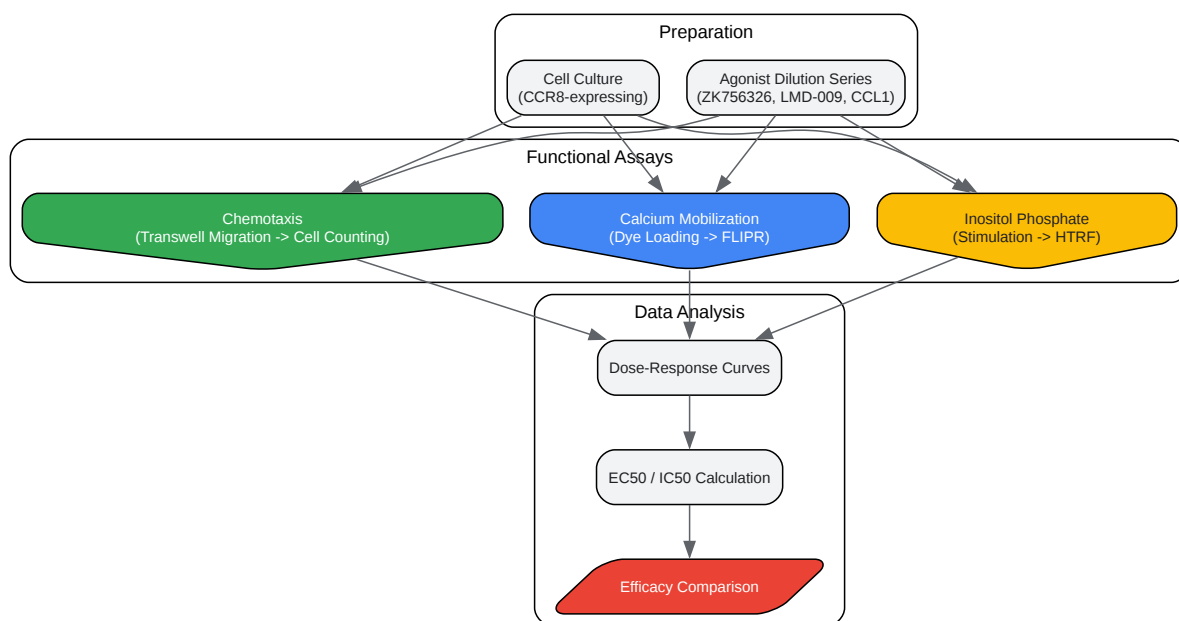 Preparation
Cell Culture
(CCR8-expressing)
Agonist Dilution Series
(ZK756326, LMD-009, CCL1)
Functional Assays
Chemotaxis
(Transwell Migration -> Cell Counting)
Calcium Mobilization
(Dye Loading -> FLIPR)
Inositol Phosphate
(Stimulation -> HTRF)
Data Analysis
Dose-Response Curves
EC50 / IC50 Calculation
Efficacy Comparison